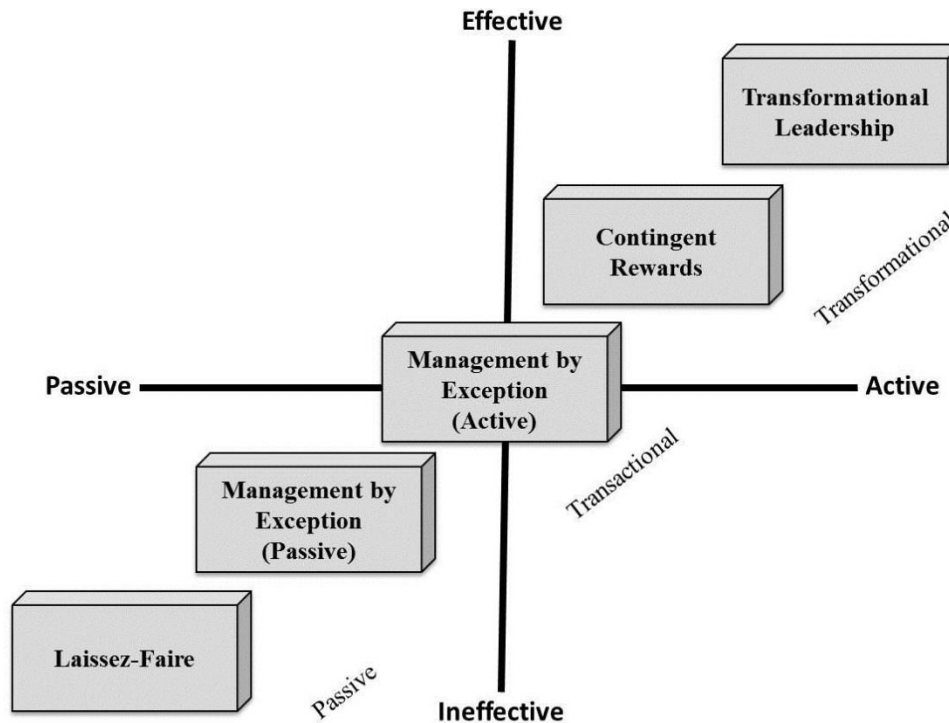 Effective
Transformational
Leadership
Contingent
Rewards
Transformational
Management by
Exception
(Active)
Passive
Active
Transactional
Management by
Exception
(Passive)
Laissez-Faire
Passive
Ineffective